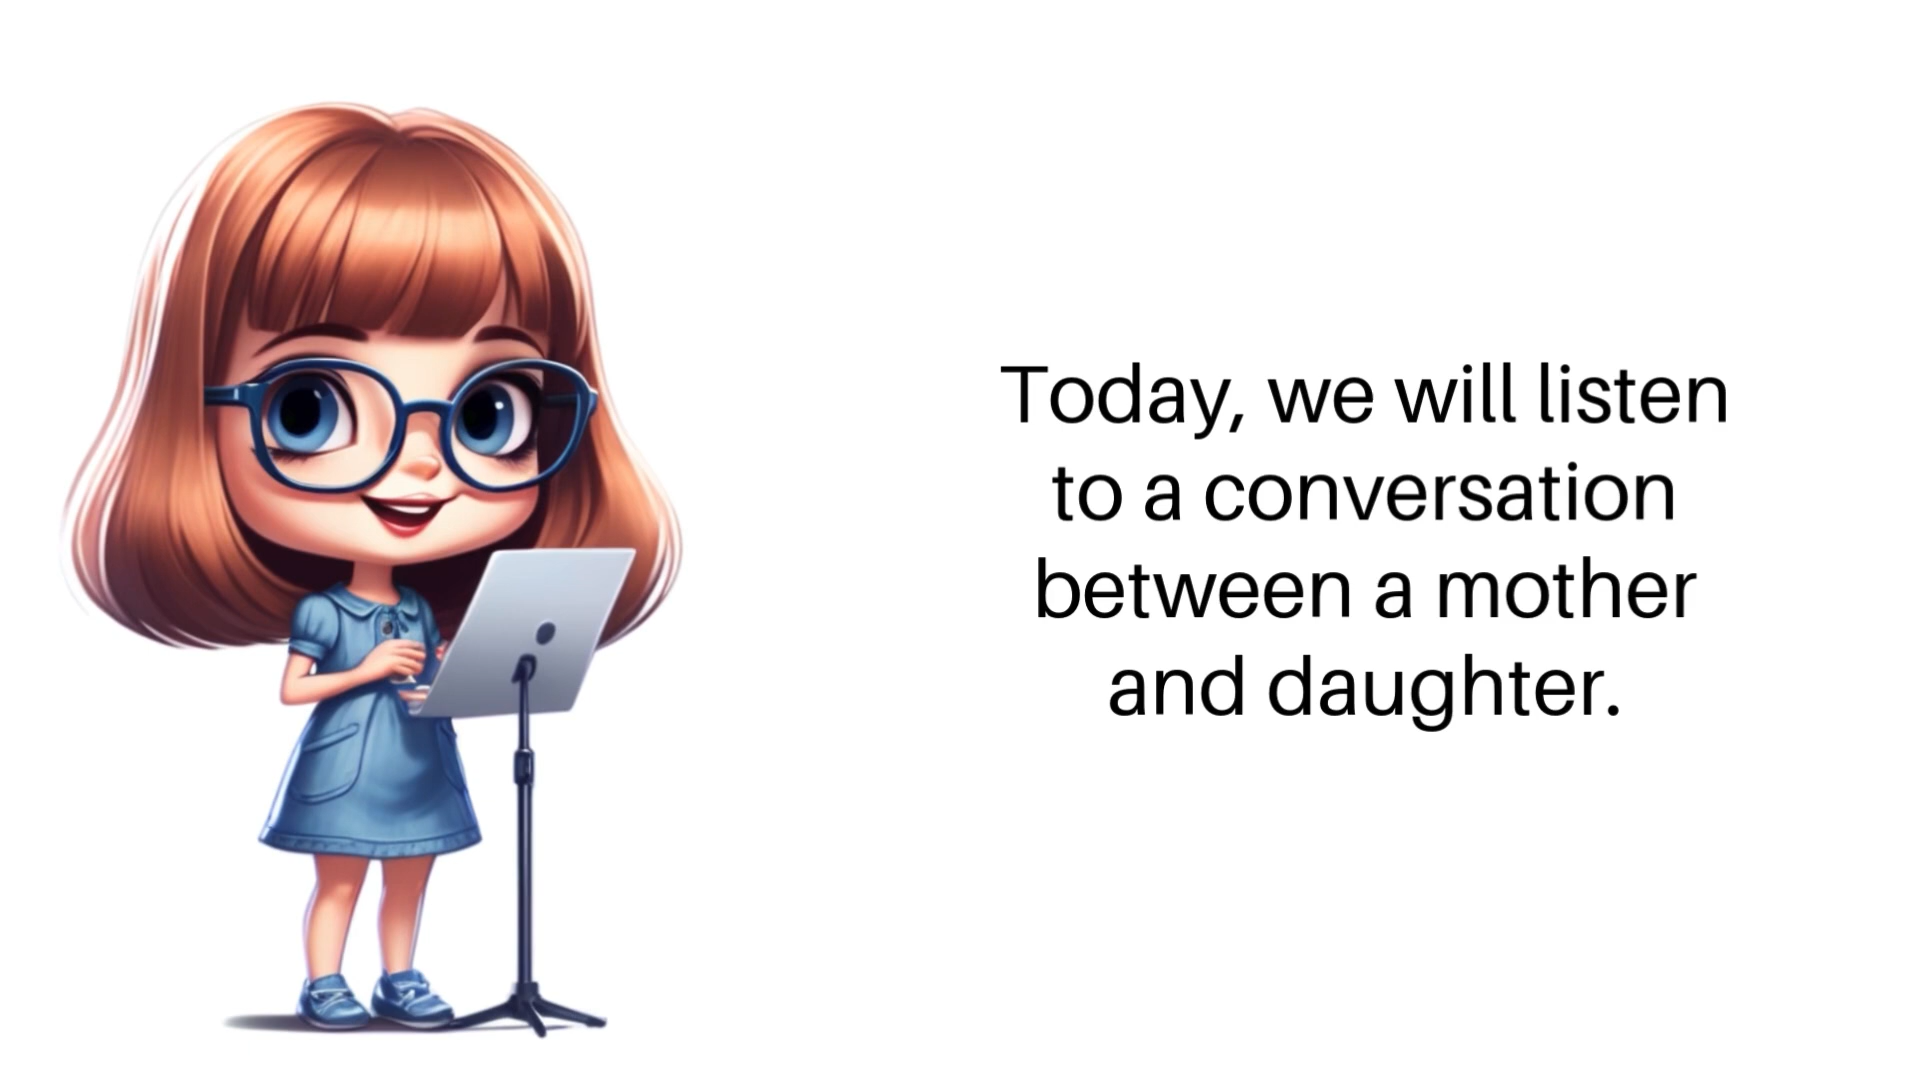 Today, we will listen
to a conversation
between a mother
and daughter.